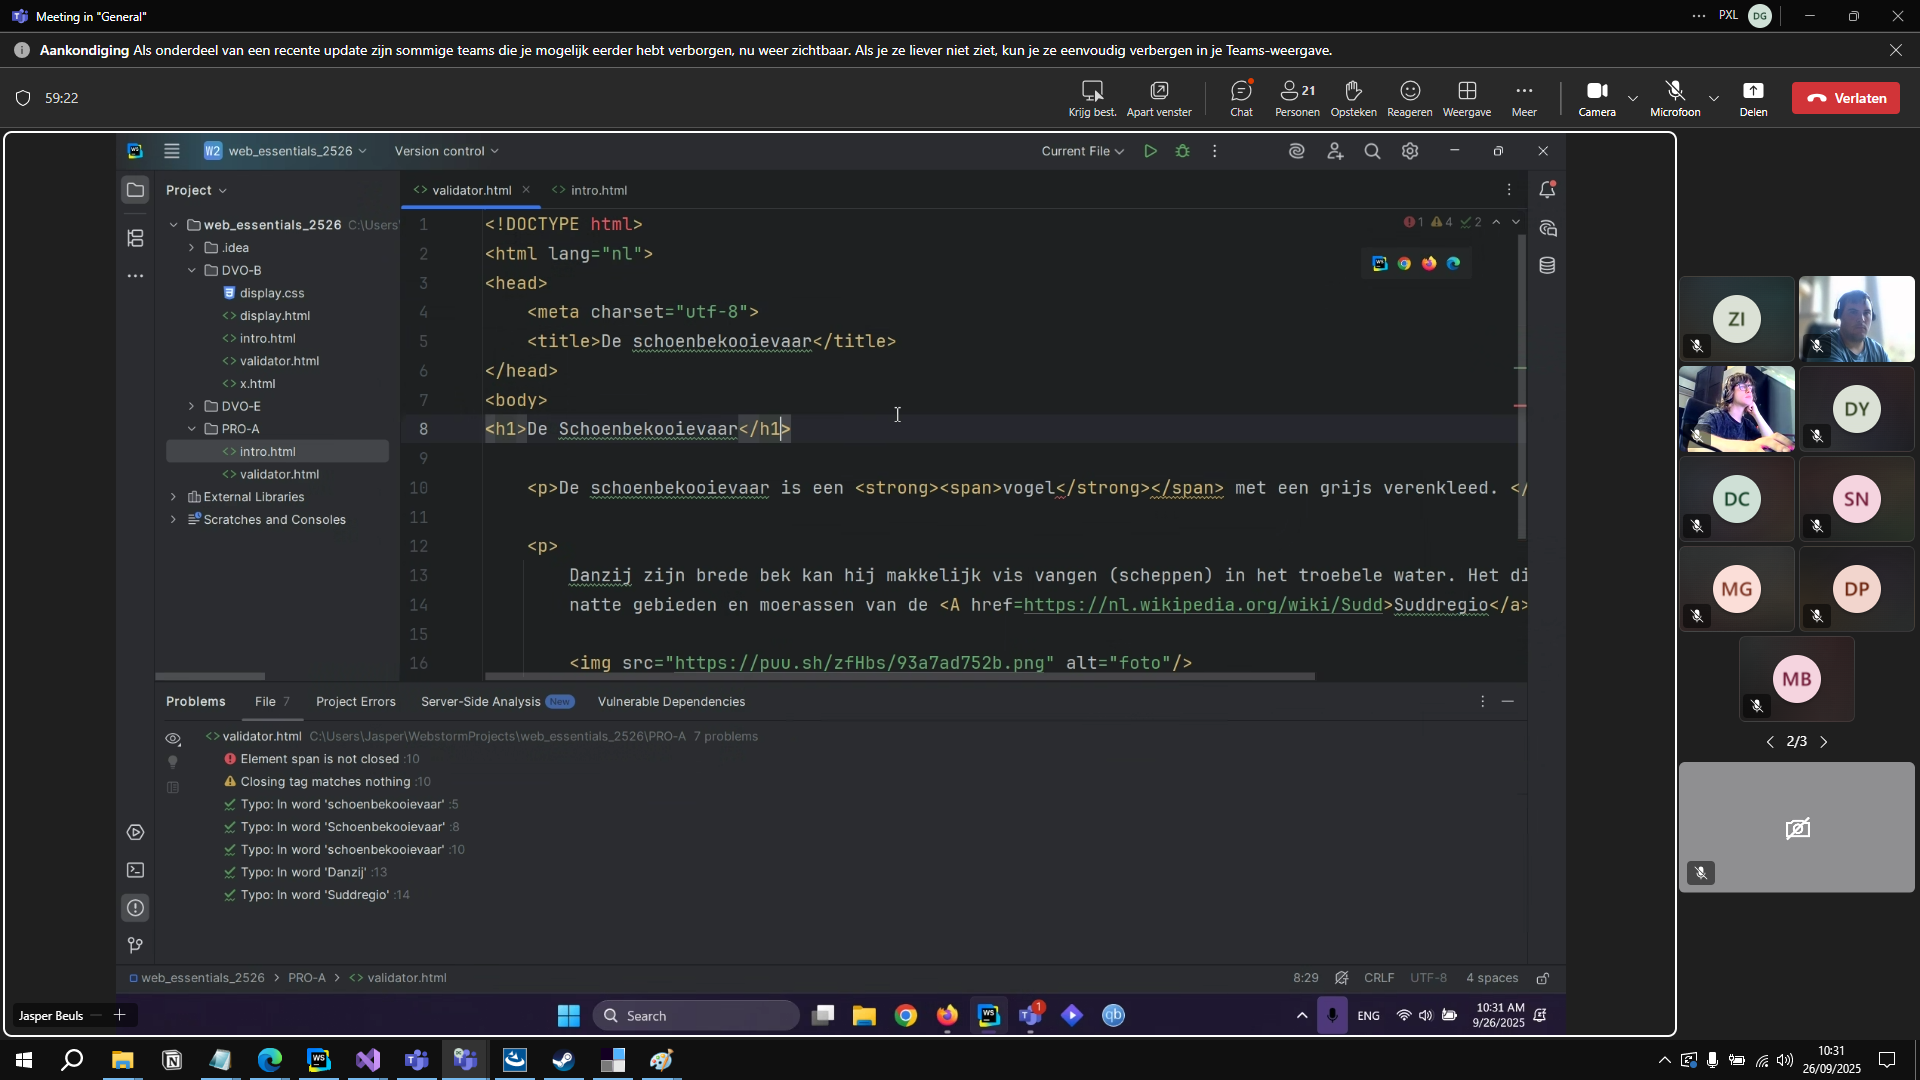 Meeting in "General"
PXL
DG
Aankondiging Als onderdeel van een recente update zijn sommige teams die je mogelijk eerder hebt verborgen, nu weer zichtbaar. Als je ze liever niet ziet, kun je ze eenvoudig verbergen in je Teams-weergave.
59:22
Krijg best.
Apart venster
Chat
21
Personen
Opsteken
Reageren
Weergave
Meer
Camera
Microfoon
Delen
Verlaten
W2 web_essentials_2526
Version control
Current File
Project
validator.html
intro.html
web_essentials_2526 C:\Users
.idea
DVO-B
display.css
display.html
intro.html
validator.html
x.html
DVO-E
PRO-A
intro.html
validator.html
External Libraries
Scratches and Consoles
1 4 2
1 <!DOCTYPE html>
2 <html lang="nl">
3 <head>
4 <meta charset="utf-8">
5 <title>De schoenbekooievaar</title>
6 </head>
7 <body>
8 <h1>De Schoenbekooievaar</h1>
9
10 <p>De schoenbekooievaar is een <strong><span>vogel</strong></span> met een grijs verenkleed. </
11
12 <p>
13 Danzij zijn brede bek kan hij makkelijk vis vangen (scheppen) in het troebele water. Het di
14 natte gebieden en moerassen van de <A href=https://nl.wikipedia.org/wiki/Sudd>Suddregio</a>
15
16 <img src="https://puu.sh/zfHbs/93a7ad752b.png" alt="foto"/>
Problems
File 7
Project Errors
Server-Side Analysis New
Vulnerable Dependencies
validator.html C:\Users\Jasper\WebstormProjects\web_essentials_2526\PRO-A 7 problems
Element span is not closed :10
Closing tag matches nothing :10
Typo: In word 'schoenbekooievaar' :5
Typo: In word 'Schoenbekooievaar' :8
Typo: In word 'schoenbekooievaar' :10
Typo: In word 'Danzij' :13
Typo: In word 'Suddregio' :14
web_essentials_2526 > PRO-A > validator.html
8:29
CRLF
UTF-8
4 spaces
Jasper Beuls
Search
WS
1
qb
ENG
10:31 AM
9/26/2025
ZI
DY
DC
SN
MG
DP
MB
2/3
WS
10:31
26/09/2025